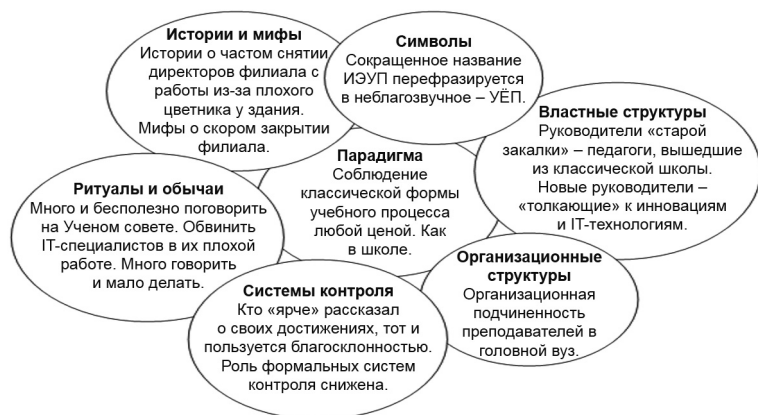 Истории и мифы
Истории о частом снятии
директоров филиала с
работы из-за плохого
цветника у здания.
Мифы о скором закрытии
филиала.
Символы
Сокращенное название
ИЭУП перефразируется
в неблагозвучное – УЁП.
Властные структуры
Руководители «старой
закалки» – педагоги, вышедшие
из классической школы.
Новые руководители –
«толкающие» к инновациям
и IT-технологиям.
Парадигма
Соблюдение
классической формы
учебного процесса
любой ценой. Как
в школе.
Ритуалы и обычаи
Много и бесполезно поговорить
на Ученом совете. Обвинить
IT-специалистов в их плохой
работе. Много говорить
и мало делать.
Организационные
структуры
Организационная
подчиненность
преподавателей в
головной вуз.
Системы контроля
Кто «ярче» рассказал
о своих достижениях, тот и
пользуется благосклонностью.
Роль формальных систем
контроля снижена.